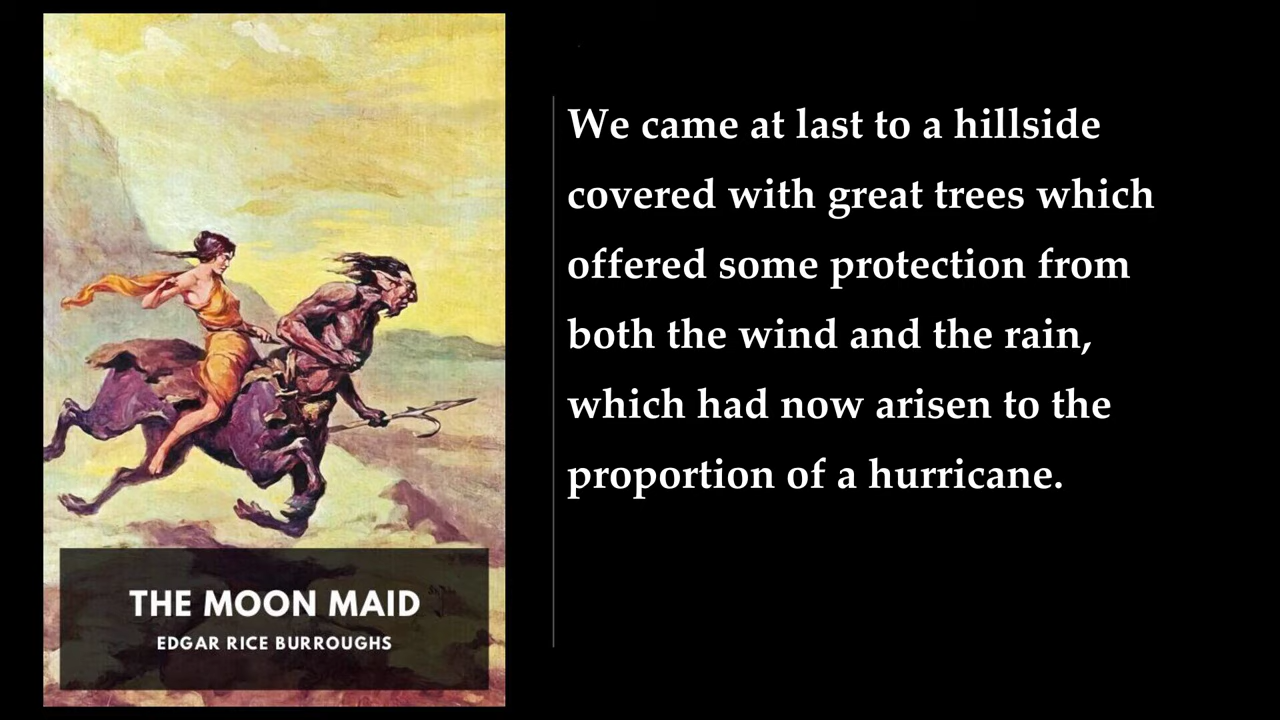 THE MOON MAID
EDGAR RICE BURROUGHS
We came at last to a hillside
covered with great trees which
offered some protection from
both the wind and the rain,
which had now arisen to the
proportion of a hurricane.